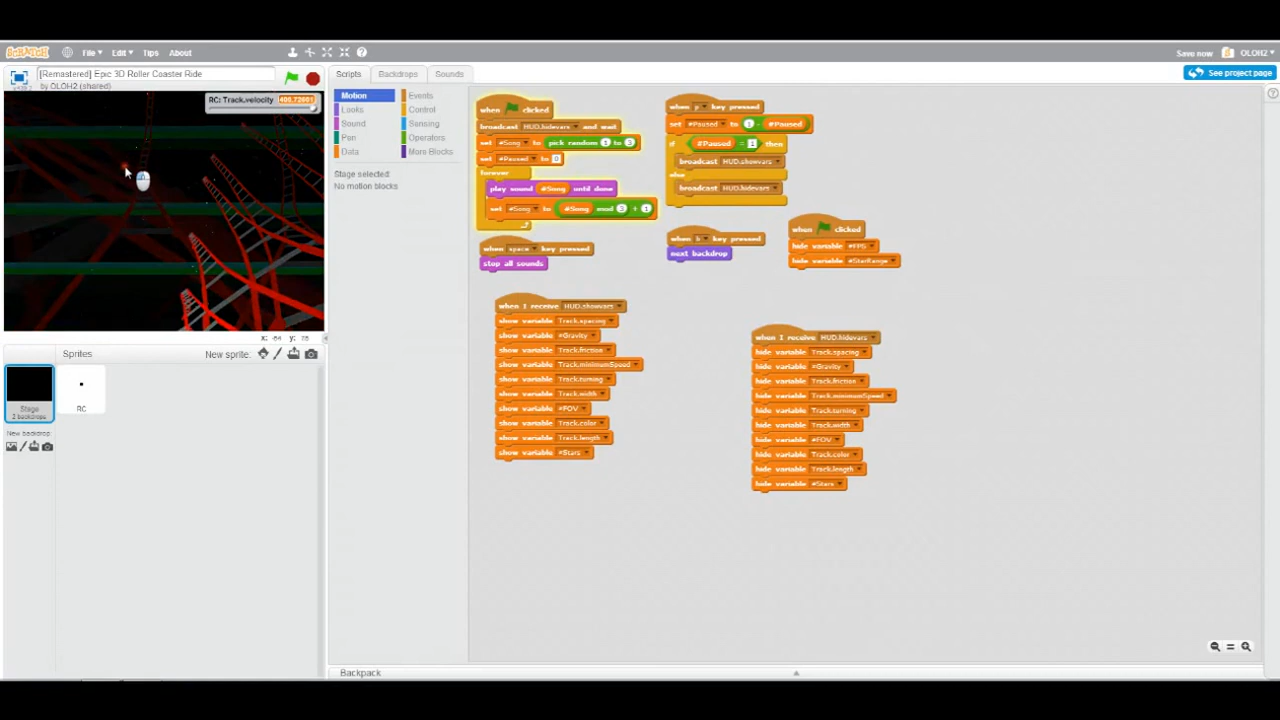 SCRATCH File Edit Tips About Save now OLOH2
[Remastered] Epic 3D Roller Coaster Ride
by OLOH2 (shared)
See project page
Scripts Backdrops Sounds
RC: Track.velocity
Motion Events
Looks Control
Sound Sensing
Pen Operators
Data More Blocks
Stage selected:
No motion blocks
when clicked
broadcast HUD.hidevars and wait
set #Song to pick random 1 to 3
set #Paused to 0
forever
play sound #Song until done
set #Song to #Song mod 3 + 1
when space key pressed
stop all sounds
when p key pressed
set #Paused to 1 - #Paused
if #Paused = 1 then
broadcast HUD.showvars
else
broadcast HUD.hidevars
when b key pressed
next backdrop
when clicked
hide variable #FPS
hide variable #StarRange
when I receive HUD.showvars
show variable Track.spacing
show variable #Gravity
show variable Track.friction
show variable Track.minimumSpeed
show variable Track.turning
show variable Track.width
show variable #FOV
show variable Track.color
show variable Track.length
show variable #Stars
when I receive HUD.hidevars
hide variable Track.spacing
hide variable #Gravity
hide variable Track.friction
hide variable Track.minimumSpeed
hide variable Track.turning
hide variable Track.width
hide variable #FOV
hide variable Track.color
hide variable Track.length
hide variable #Stars
Sprites New sprite:
Stage
2 backdrops
RC
New backdrop:
Backpack